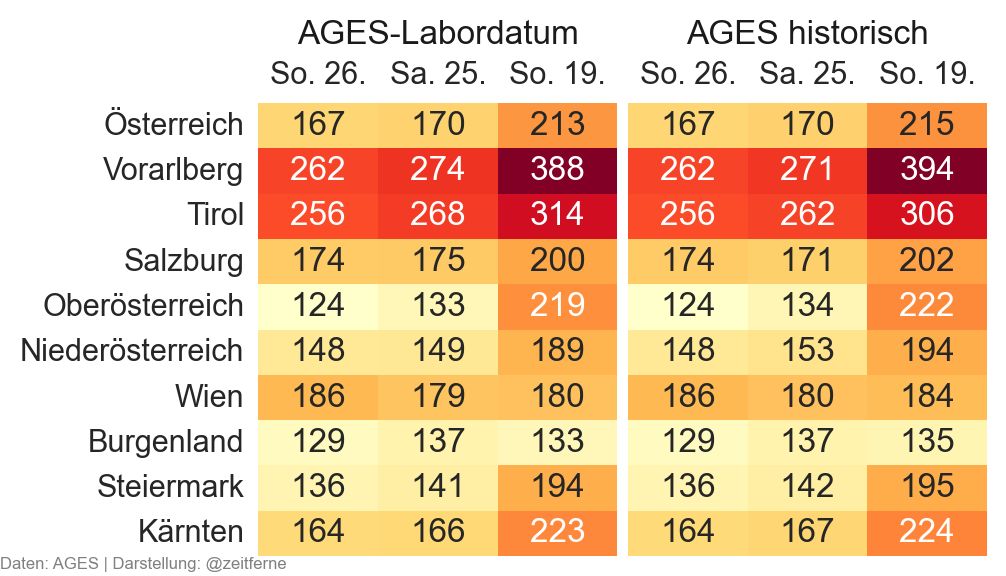 AGES-Labordatum AGES historisch
So. 26. Sa. 25. So. 19. So. 26. Sa. 25. So. 19.
Österreich 167 170 213 167 170 215
Vorarlberg 262 274 388 262 271 394
Tirol 256 268 314 256 262 306
Salzburg 174 175 200 174 171 202
Oberösterreich 124 133 219 124 134 222
Niederösterreich 148 149 189 148 153 194
Wien 186 179 180 186 180 184
Burgenland 129 137 133 129 137 135
Steiermark 136 141 194 136 142 195
Kärnten 164 166 223 164 167 224
Daten: AGES | Darstellung: @zeitferne